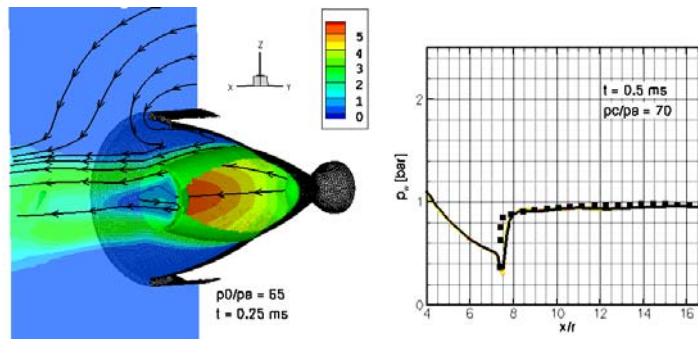 5
4
3
2
1
0
Z
X
Y
p0/pa = 65
t = 0.25 ms
t = 0.5 ms
pc/pa = 70
2
1
0
p_w [bar]
4
6
8
10
12
14
16
x/r